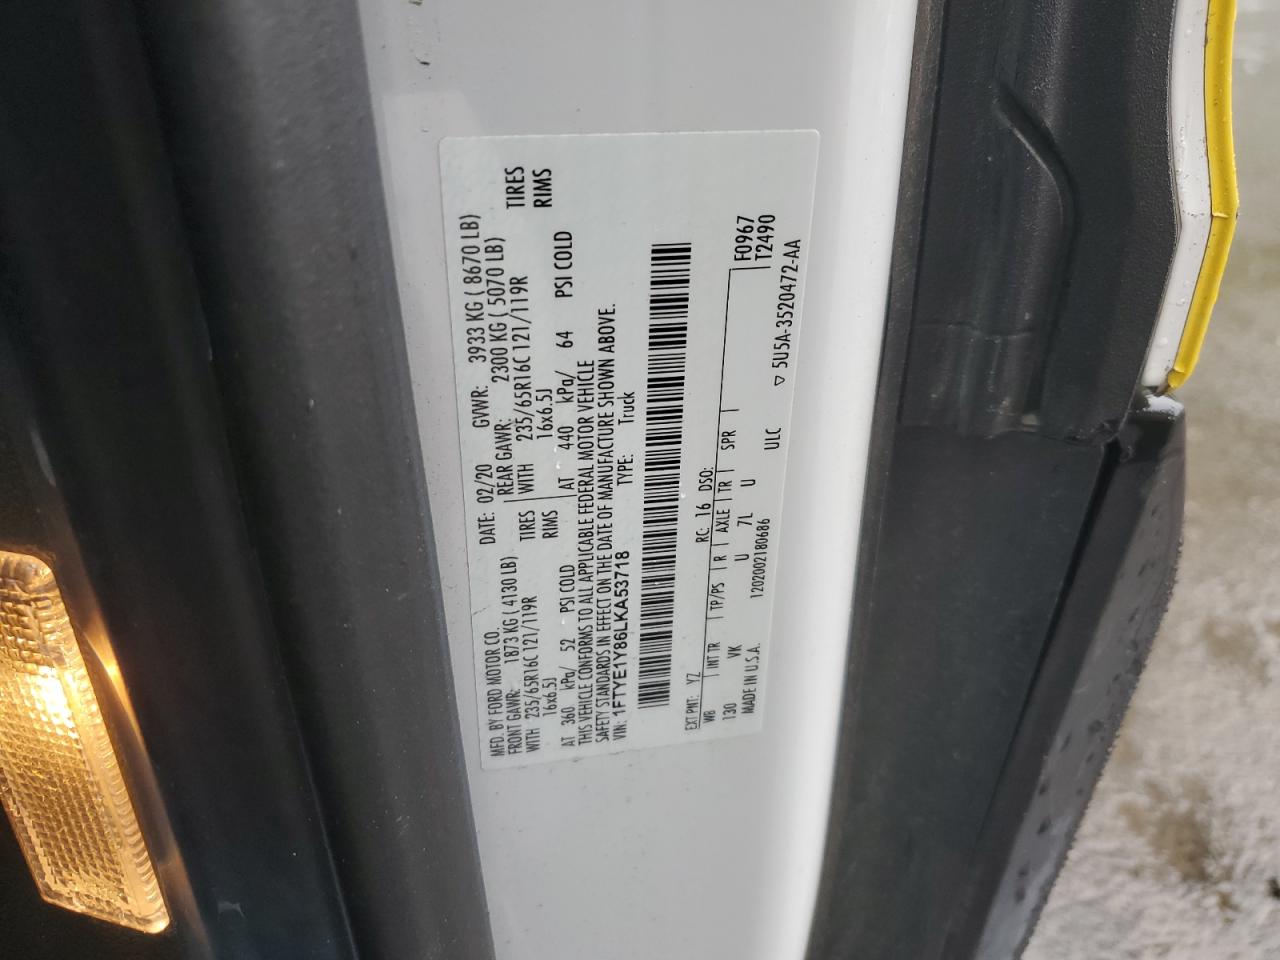 MFD. BY FORD MOTOR CO.
DATE: 02/20 GVWR: 3933 KG ( 8670 LB)
FRONT GAWR: 1873 KG ( 4130 LB) REAR GAWR: 2300 KG ( 5070 LB)
WITH 235/65R16C 121/119R TIRES WITH 235/65R16C 121/119R TIRES
16x6.5J RIMS 16x6.5J RIMS
AT 360 kPa/ 52 PSI COLD AT 440 kPa/ 64 PSI COLD
THIS VEHICLE CONFORMS TO ALL APPLICABLE FEDERAL MOTOR VEHICLE
SAFETY STANDARDS IN EFFECT ON THE DATE OF MANUFACTURE SHOWN ABOVE.
VIN: 1FTYE1Y86LKA53718 TYPE: Truck
EXT PNT: YZ RC: 16 DSO: F0967
WB INT TR TP/PS R AXLE TR SPR T2490
130 VK U 7L U
MADE IN U.S.A. 1202002180686 ULC ▽ 5U5A-3520472-AA